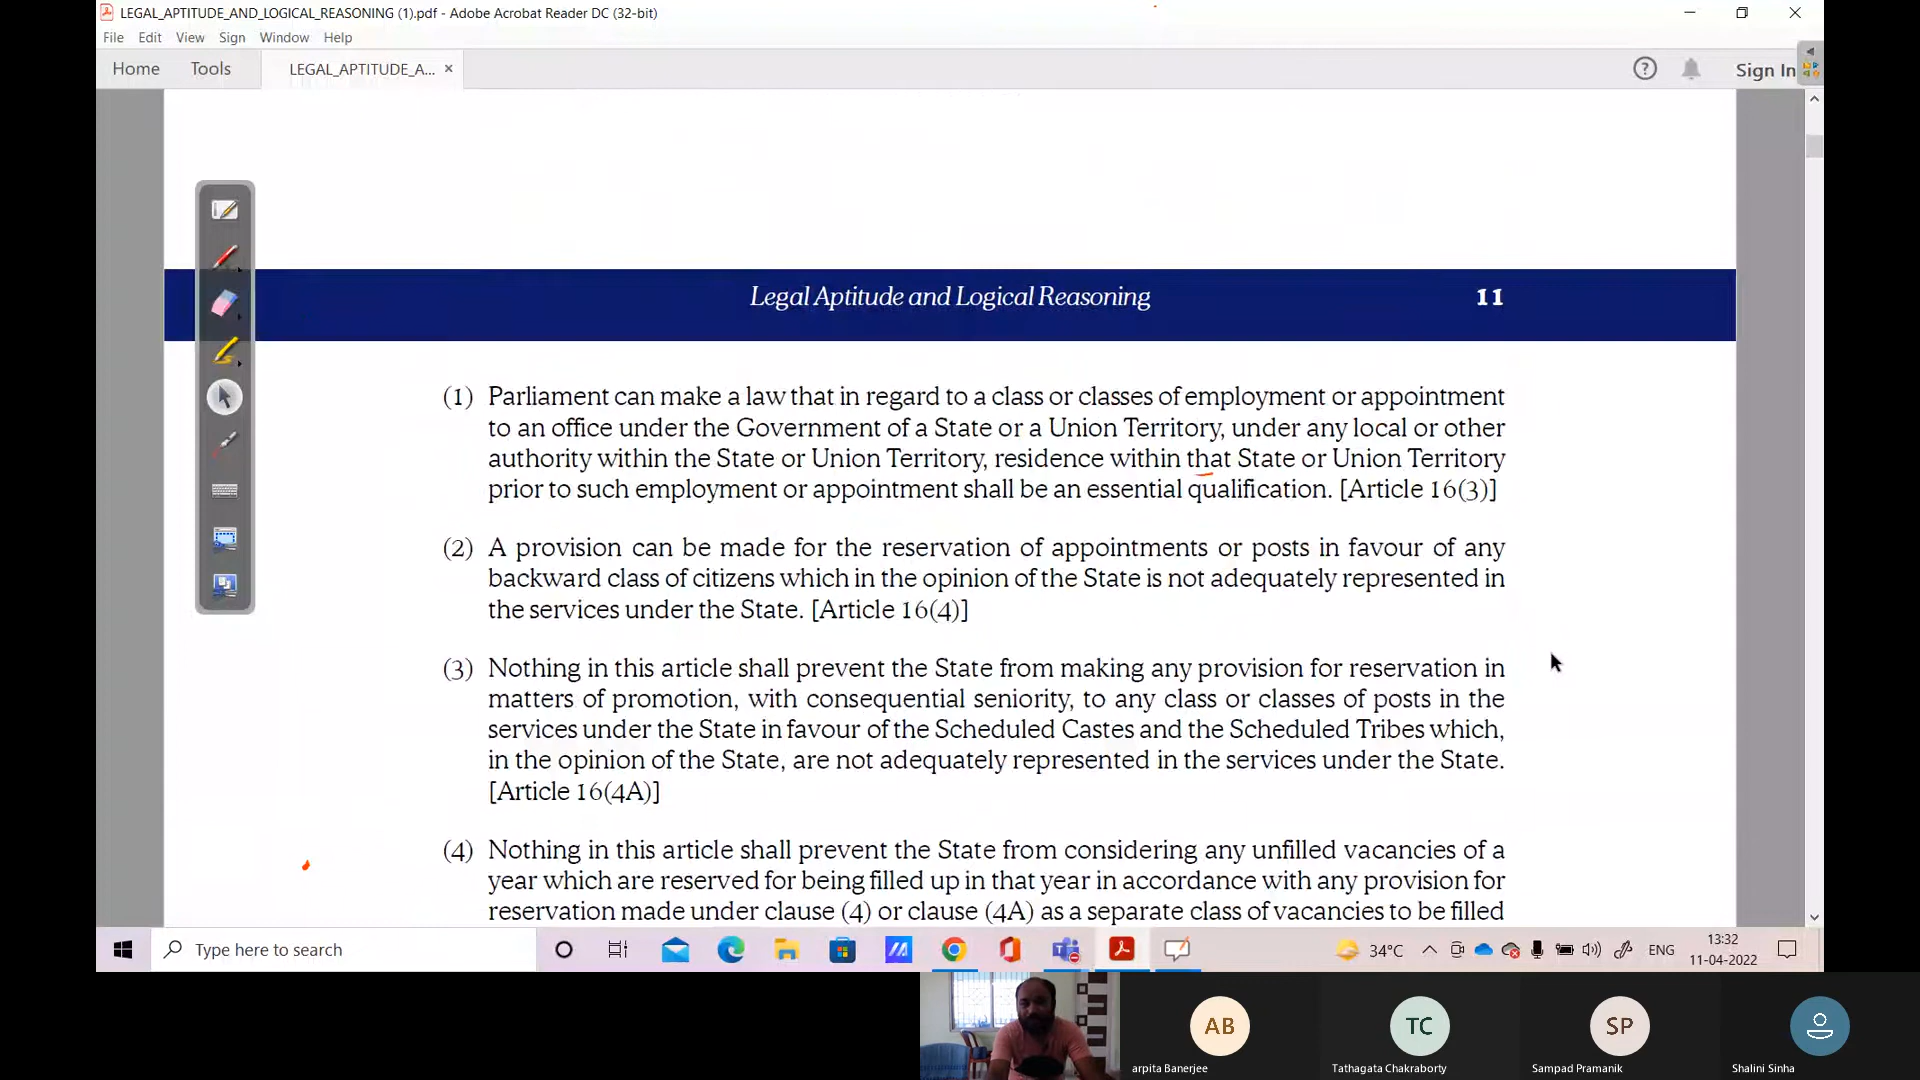 LEGAL_APTITUDE_AND_LOGICAL_REASONING (1).pdf - Adobe Acrobat Reader DC (32-bit)
File Edit View Sign Window Help
Home Tools LEGAL_APTITUDE_A... × Sign In
Legal Aptitude and Logical Reasoning 11
(1) Parliament can make a law that in regard to a class or classes of employment or appointment
to an office under the Government of a State or a Union Territory, under any local or other
authority within the State or Union Territory, residence within that State or Union Territory
prior to such employment or appointment shall be an essential qualification. [Article 16(3)]
(2) A provision can be made for the reservation of appointments or posts in favour of any
backward class of citizens which in the opinion of the State is not adequately represented in
the services under the State. [Article 16(4)]
(3) Nothing in this article shall prevent the State from making any provision for reservation in
matters of promotion, with consequential seniority, to any class or classes of posts in the
services under the State in favour of the Scheduled Castes and the Scheduled Tribes which,
in the opinion of the State, are not adequately represented in the services under the State.
[Article 16(4A)]
(4) Nothing in this article shall prevent the State from considering any unfilled vacancies of a
year which are reserved for being filled up in that year in accordance with any provision for
reservation made under clause (4) or clause (4A) as a separate class of vacancies to be filled
Type here to search 34°C ENG 13:32
11-04-2022
AB TC SP
arpita Banerjee Tathagata Chakraborty Sampad Pramanik Shalini Sinha